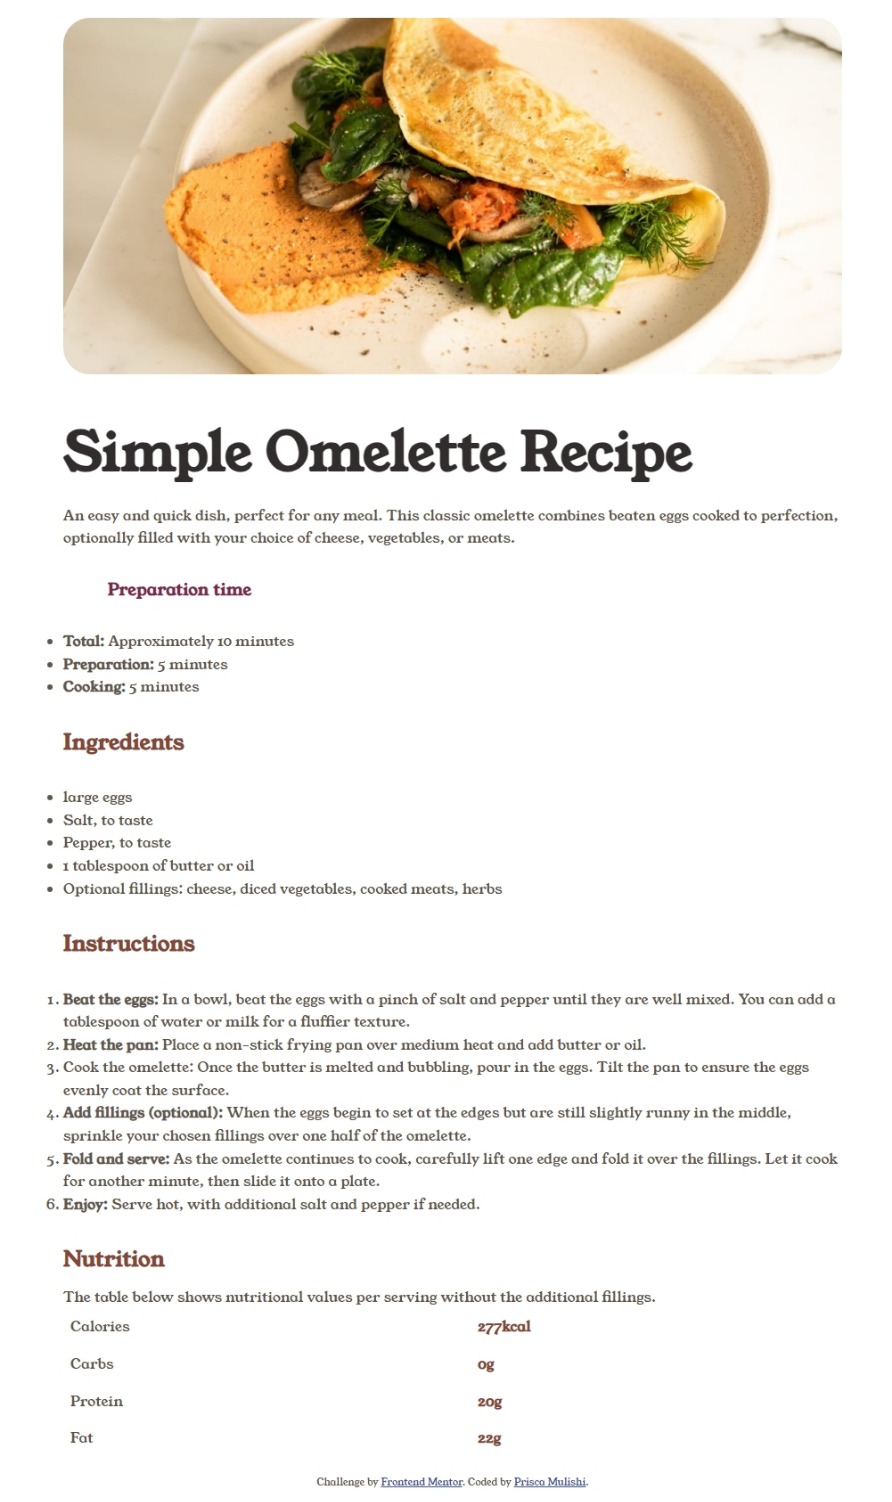 Simple Omelette Recipe
An easy and quick dish, perfect for any meal. This classic omelette combines beaten eggs cooked to perfection,
optionally filled with your choice of cheese, vegetables, or meats.
Preparation time
• Total: Approximately 10 minutes
• Preparation: 5 minutes
• Cooking: 5 minutes
Ingredients
• large eggs
• Salt, to taste
• Pepper, to taste
• 1 tablespoon of butter or oil
• Optional fillings: cheese, diced vegetables, cooked meats, herbs
Instructions
1. Beat the eggs: In a bowl, beat the eggs with a pinch of salt and pepper until they are well mixed. You can add a
tablespoon of water or milk for a fluffier texture.
2. Heat the pan: Place a non-stick frying pan over medium heat and add butter or oil.
3. Cook the omelette: Once the butter is melted and bubbling, pour in the eggs. Tilt the pan to ensure the eggs
evenly coat the surface.
4. Add fillings (optional): When the eggs begin to set at the edges but are still slightly runny in the middle,
sprinkle your chosen fillings over one half of the omelette.
5. Fold and serve: As the omelette continues to cook, carefully lift one edge and fold it over the fillings. Let it cook
for another minute, then slide it onto a plate.
6. Enjoy: Serve hot, with additional salt and pepper if needed.
Nutrition
The table below shows nutritional values per serving without the additional fillings.
Calories 277kcal
Carbs 0g
Protein 20g
Fat 22g
Challenge by Frontend Mentor. Coded by Prisca Mulishi.